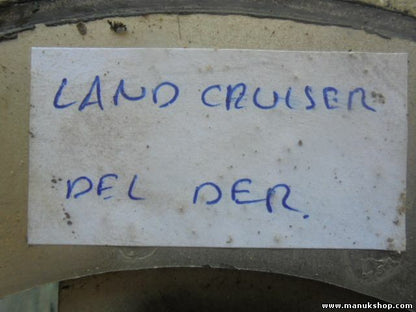 LAND CRUISER
DEL DER.
www.manukshop.com